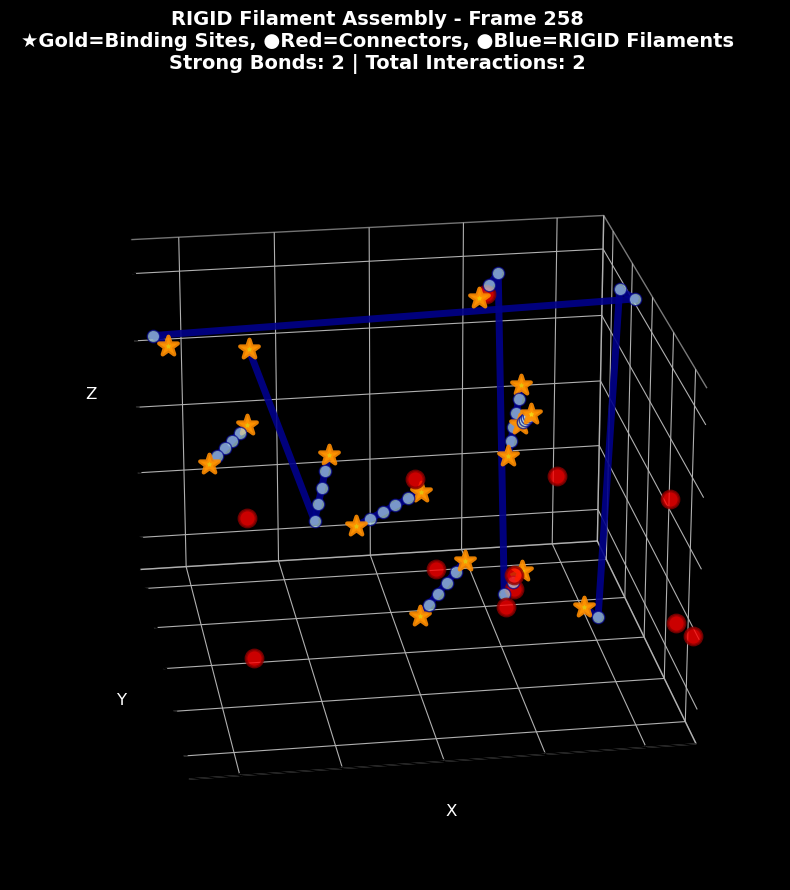 RIGID Filament Assembly - Frame 258
★Gold=Binding Sites, ●Red=Connectors, ●Blue=RIGID Filaments
Strong Bonds: 2 | Total Interactions: 2
Z
Y
X